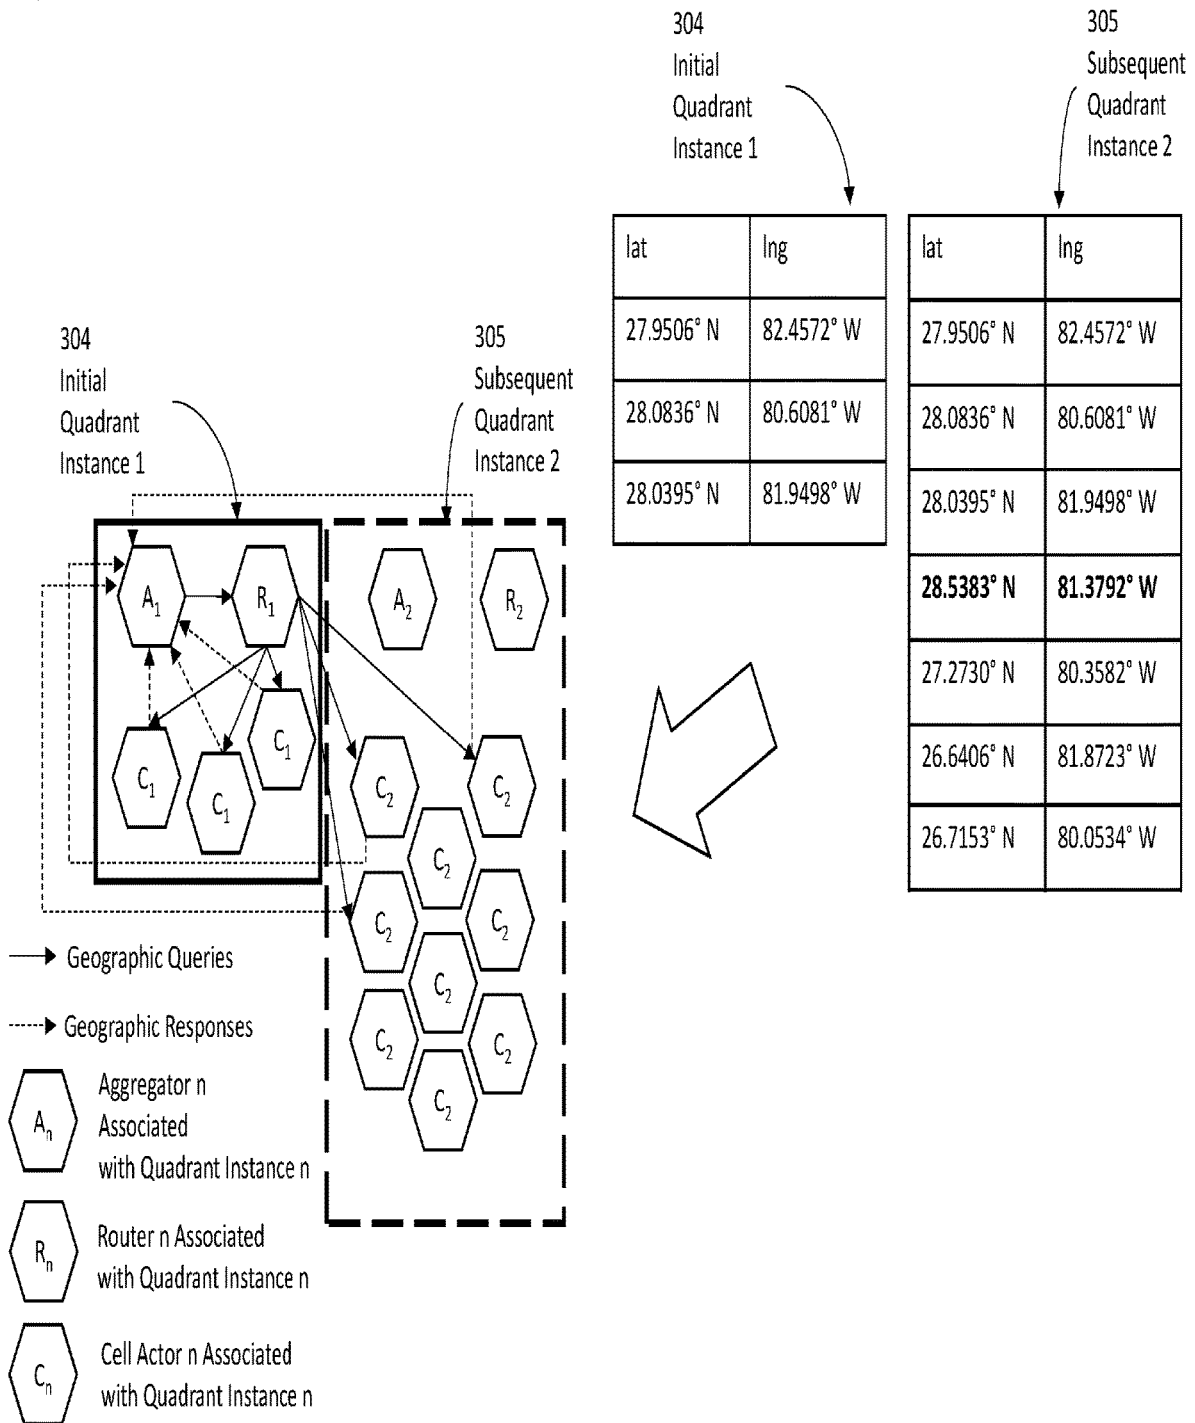 304
Initial
Quadrant
Instance 1
305
Subsequent
Quadrant
Instance 2
lat lng
27.9506° N 82.4572° W
28.0836° N 80.6081° W
28.0395° N 81.9498° W
lat lng
27.9506° N 82.4572° W
28.0836° N 80.6081° W
28.0395° N 81.9498° W
28.5383° N 81.3792° W
27.2730° N 80.3582° W
26.6406° N 81.8723° W
26.7153° N 80.0534° W
304
Initial
Quadrant
Instance 1
305
Subsequent
Quadrant
Instance 2
A1 R1
C1
C1
C1
A2 R2
C2 C2
C2
C2 C2
C2
C2 C2
C2
Geographic Queries
Geographic Responses
An
Aggregator n
Associated
with Quadrant Instance n
Rn
Router n Associated
with Quadrant Instance n
Cn
Cell Actor n Associated
with Quadrant Instance n